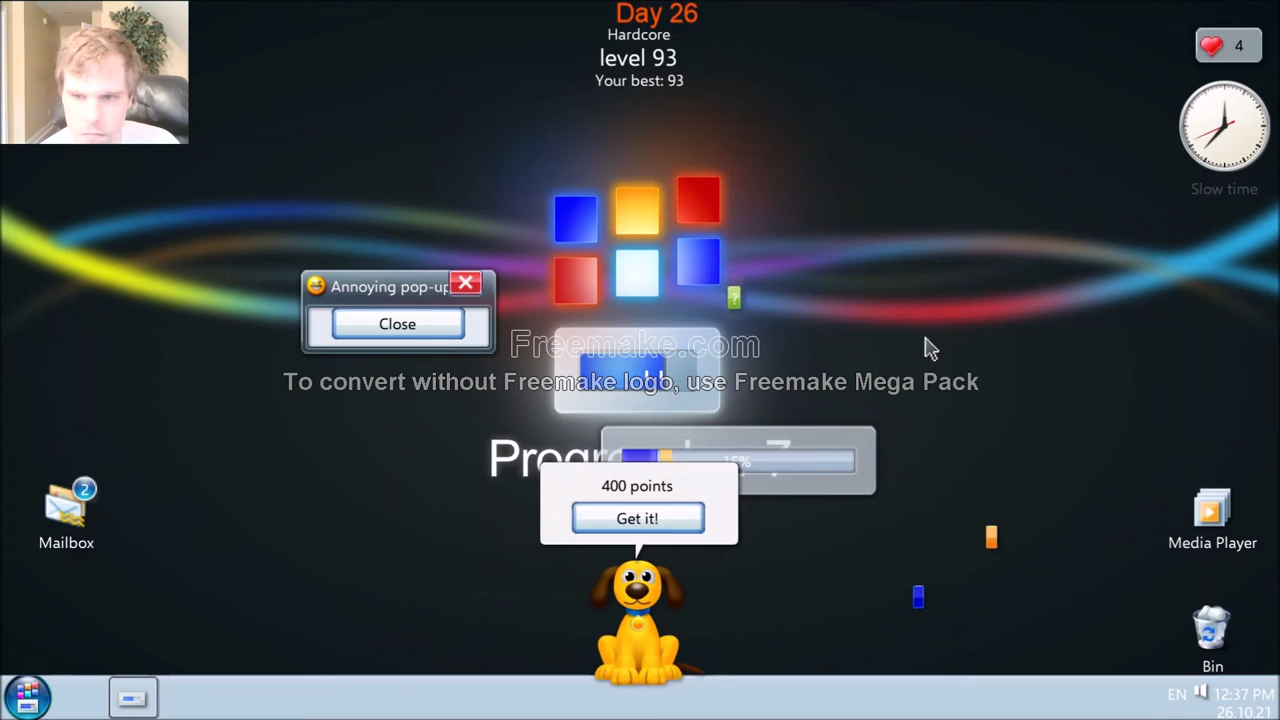 Day 26
Hardcore
level 93
Your best: 93
4
Slow time
Annoying pop-up
Close
?
Freemake.com
To convert without Freemake logo, use Freemake Mega Pack
15%
400 points
Get it!
2
Mailbox
Media Player
Bin
EN 12:37 PM
26.10.21